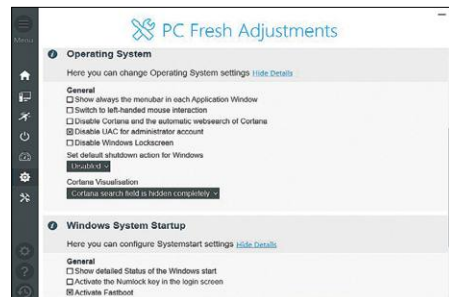 PC Fresh Adjustments
Menu
Operating System
Here you can change Operating System settings Hide Details
General
Show always the menubar in each Application Window
Switch to left-handed mouse interaction
Disable Cortana and the automatic websearch of Cortana
Disable UAC for administrator account
Disable Windows Lockscreen
Set default shutdown action for Windows
Disabled
Cortana Visualisation
Cortana search field is hidden completely
Windows System Startup
Here you can configure Systemstart settings Hide Details
General
Show detailed Status of the Windows start
Activate the Numlock key in the login screen
Activate Fastboot